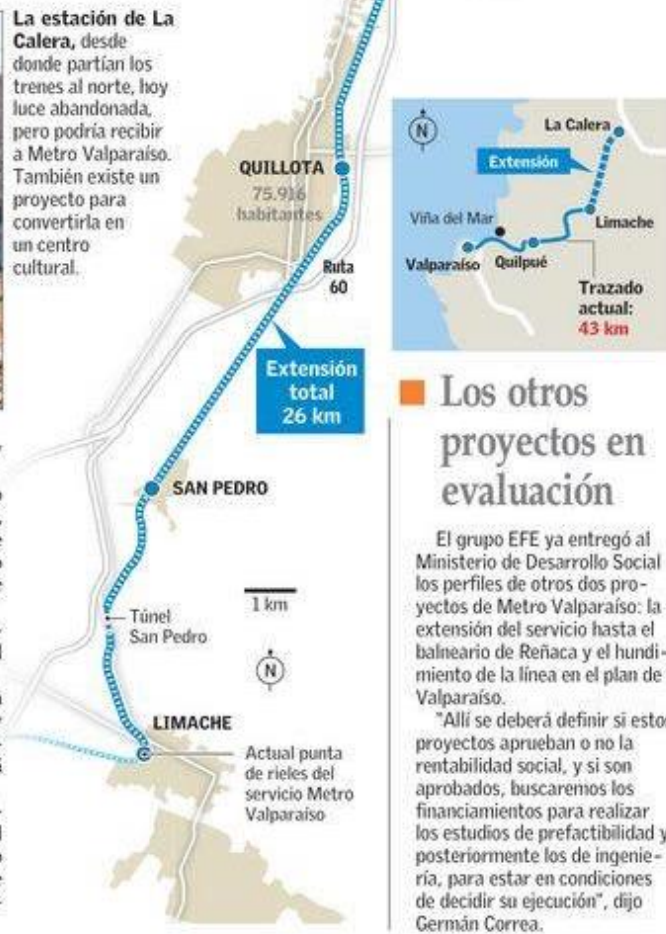 La estación de La
Calera, desde
donde partían los
trenes al norte, hoy
luce abandonada,
pero podría recibir
a Metro Valparaíso.
También existe un
proyecto para
convertirla en
un centro
cultural.
QUILLOTA
75.916
habitantes
Ruta
60
Extensión
total
26 km
SAN PEDRO
1 km
Túnel
San Pedro
N
LIMACHE
Actual punta
de rieles del
servicio Metro
Valparaíso
N
La Calera
Extensión
Viña del Mar
Limache
Valparaíso
Quilpué
Trazado
actual:
43 km
Los otros
proyectos en
evaluación
El grupo EFE ya entregó al
Ministerio de Desarrollo Social
los perfiles de otros dos pro-
yectos de Metro Valparaíso: la
extensión del servicio hasta el
balneario de Reñaca y el hundi-
miento de la línea en el plan de
Valparaíso.
"Allí se deberá definir si estos
proyectos aprueban o no la
rentabilidad social, y si son
aprobados, buscaremos los
financiamientos para realizar
los estudios de prefactibilidad y
posteriormente los de ingenie-
ría, para estar en condiciones
de decidir su ejecución", dijo
Germán Correa.